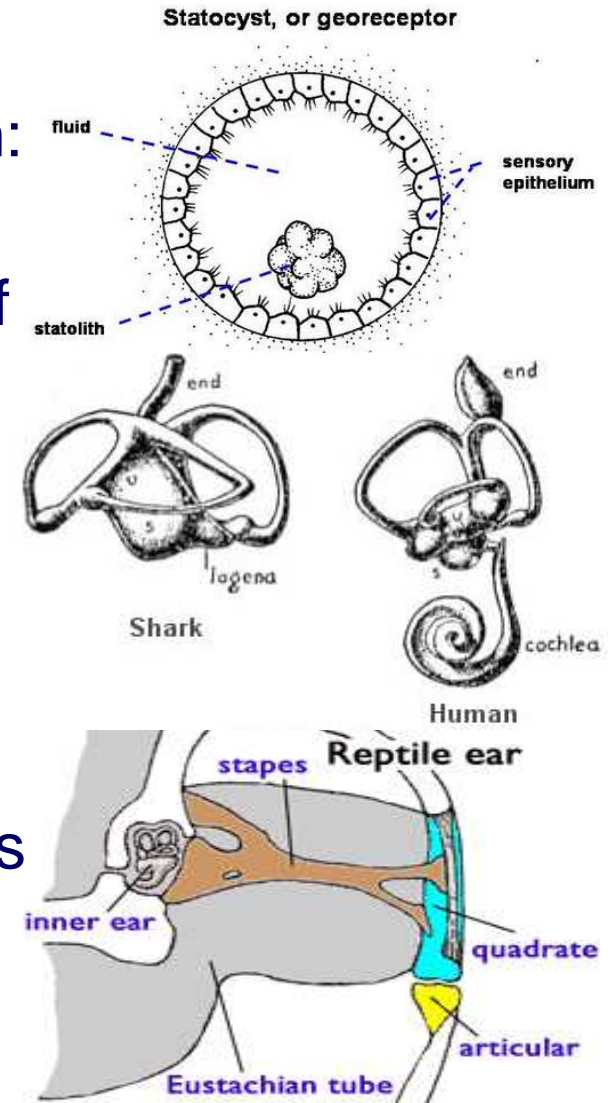 Statocyst, or georeceptor
n:
fluid
sensory
epithelium
f
statolith
end
end
U
S
lagena
U
S
Shark
cochlea
Human
Reptile ear
stapes
s
inner ear
quadrate
articular
Eustachian tube